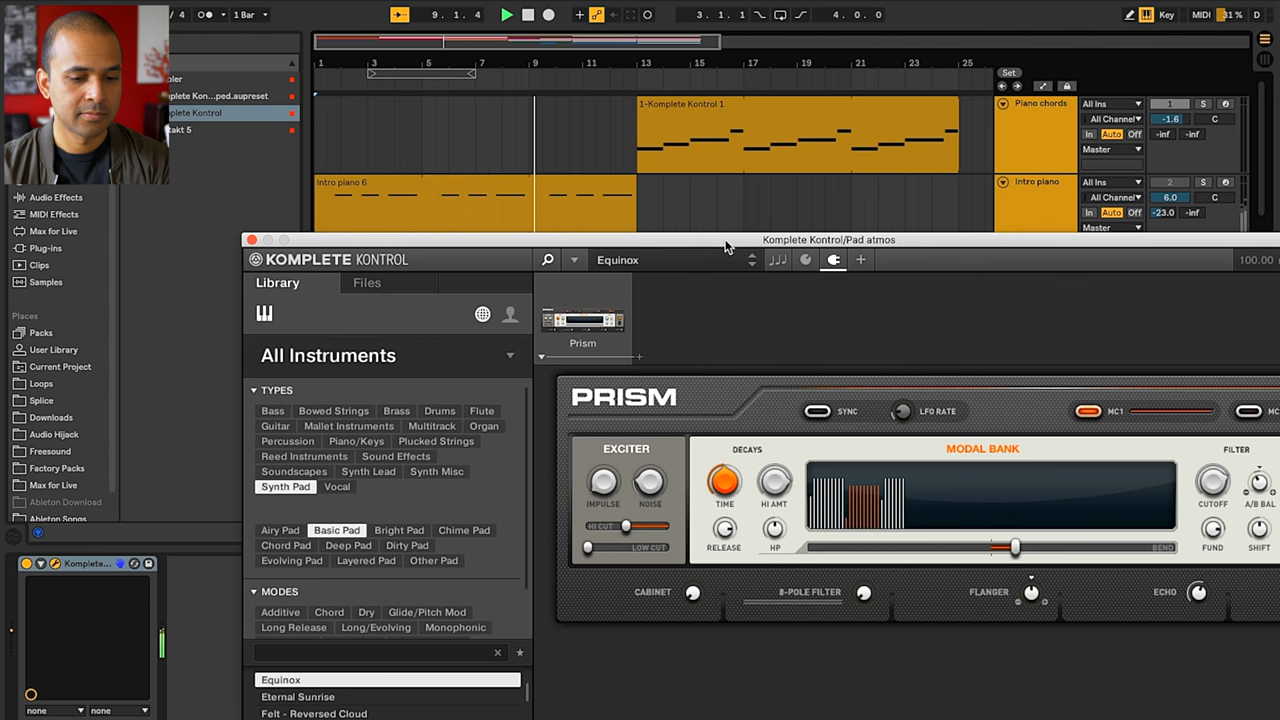 / 4 1 Bar 9. 1. 4 3. 1. 1 4. 0. 0 Key MIDI 31 % D
1 3 5 7 9 11 13 15 17 19 21 23 25 Set
pler
plete Kon...ped.aupreset
plete Kontrol
takt 5
1-Komplete Kontrol 1
Piano chords All Ins 1 S
All Channel -1.6 C
In Auto Off -inf -inf
Master
Intro piano 6
Intro piano All Ins 2 S
All Channel 6.0 C
In Auto Off -23.0 -inf
Master
Audio Effects
MIDI Effects
Max for Live
Plug-ins
Clips
Samples
Places
Packs
User Library
Current Project
Loops
Splice
Downloads
Audio Hijack
Freesound
Factory Packs
Max for Live
Ableton Download
Ableton Songs
Komplete...
none none
Komplete Kontrol/Pad atmos
KOMPLETE KONTROL
Equinox
100.00
Library Files
All Instruments
TYPES
Bass Bowed Strings Brass Drums Flute
Guitar Mallet Instruments Multitrack Organ
Percussion Piano/Keys Plucked Strings
Reed Instruments Sound Effects
Soundscapes Synth Lead Synth Misc
Synth Pad Vocal
Airy Pad Basic Pad Bright Pad Chime Pad
Chord Pad Deep Pad Dirty Pad
Evolving Pad Layered Pad Other Pad
MODES
Additive Chord Dry Glide/Pitch Mod
Long Release Long/Evolving Monophonic
Equinox
Eternal Sunrise
Felt - Reversed Cloud
Prism
PRISM
SYNC LFO RATE MC1 MC
EXCITER DECAYS MODAL BANK FILTER
IMPULSE NOISE TIME HI AMT CUTOFF A/B BAL
HI CUT
LOW CUT
RELEASE HP BEND FUND SHIFT
CABINET 8-POLE FILTER FLANGER ECHO